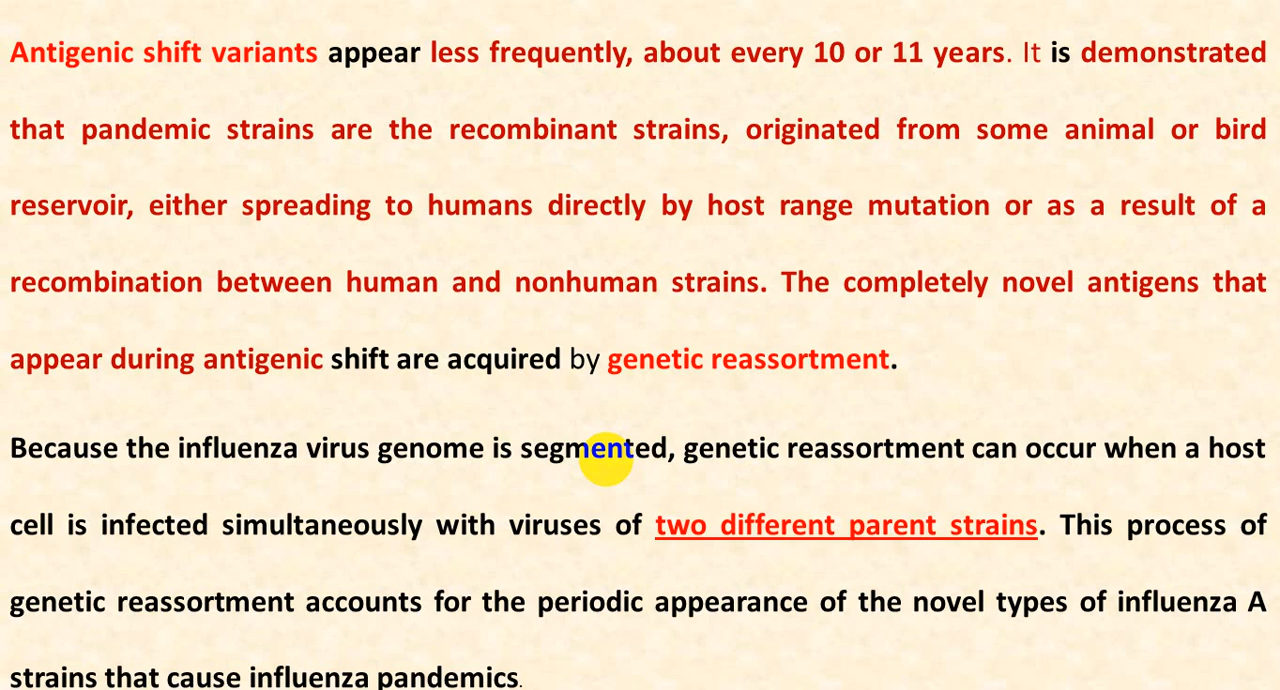 Antigenic shift variants appear less frequently, about every 10 or 11 years. It is demonstrated
that pandemic strains are the recombinant strains, originated from some animal or bird
reservoir, either spreading to humans directly by host range mutation or as a result of a
recombination between human and nonhuman strains. The completely novel antigens that
appear during antigenic shift are acquired by genetic reassortment.
Because the influenza virus genome is segmented, genetic reassortment can occur when a host
cell is infected simultaneously with viruses of two different parent strains. This process of
genetic reassortment accounts for the periodic appearance of the novel types of influenza A
strains that cause influenza pandemics.